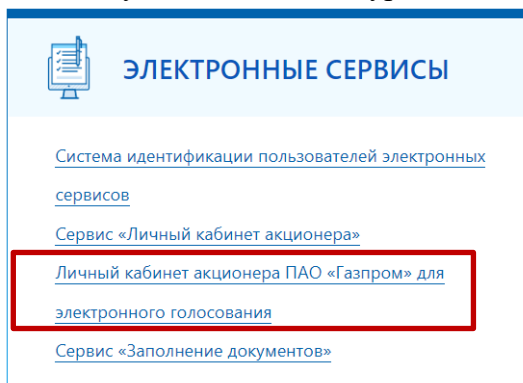 ЭЛЕКТРОННЫЕ СЕРВИСЫ
Система идентификации пользователей электронных
сервисов
Сервис «Личный кабинет акционера»
Личный кабинет акционера ПАО «Газпром» для
электронного голосования
Сервис «Заполнение документов»